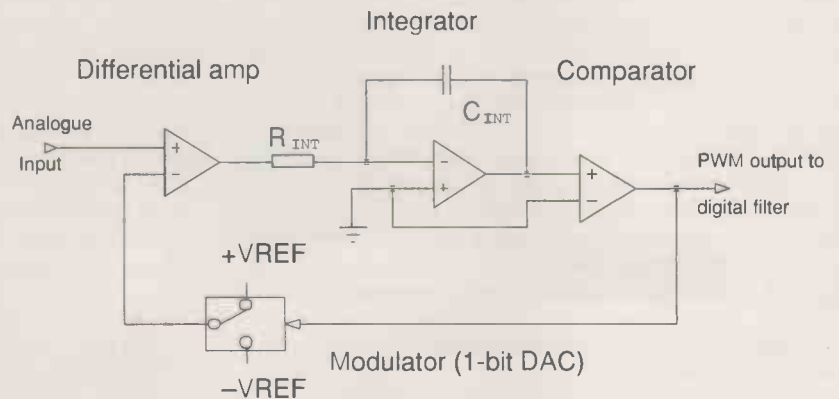 Integrator
Differential amp
Comparator
Analogue
Input
R INT
C INT
PWM output to
digital filter
+
−
−
+
+
−
+VREF
Modulator (1-bit DAC)
−VREF